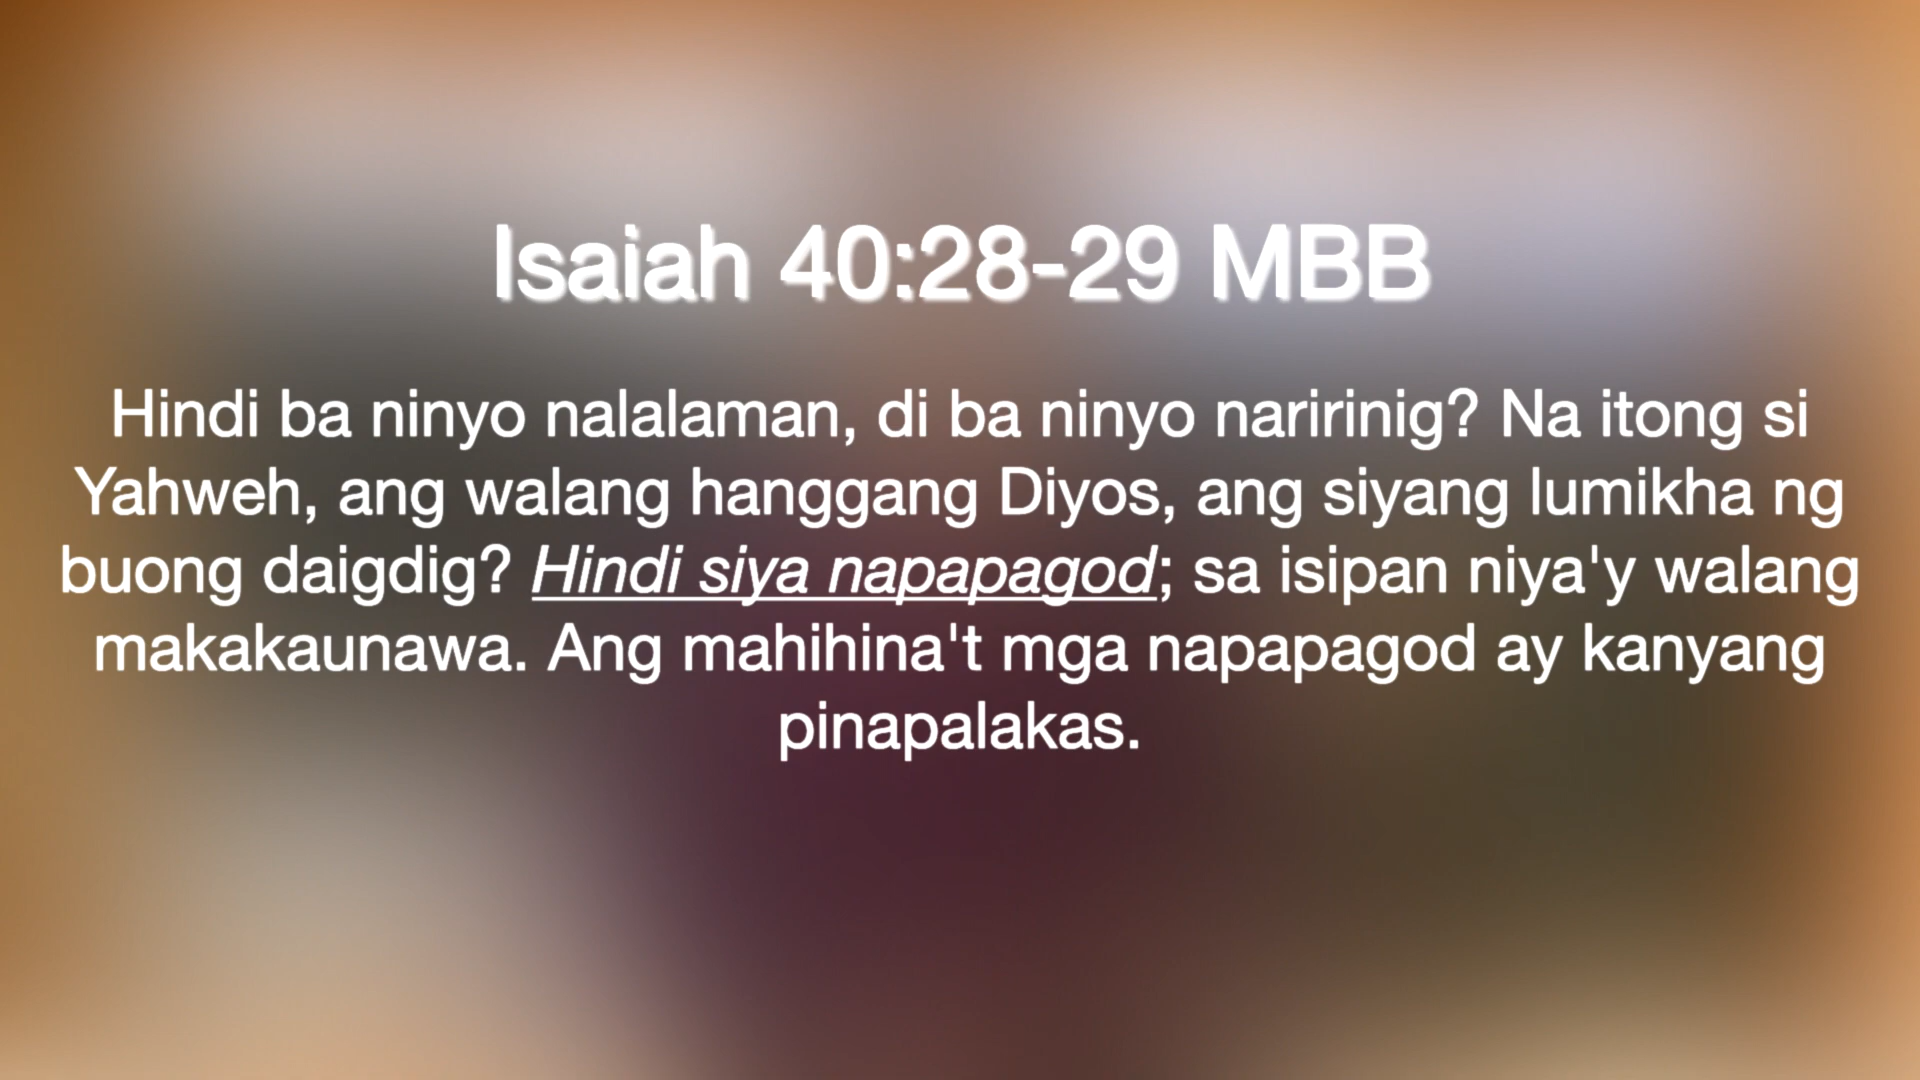 Isaiah 40:28-29 MBB
Hindi ba ninyo nalalaman, di ba ninyo naririnig? Na itong si
Yahweh, ang walang hanggang Diyos, ang siyang lumikha ng
buong daigdig? Hindi siya napapagod; sa isipan niya'y walang
makakaunawa. Ang mahihina't mga napapagod ay kanyang
pinapalakas.